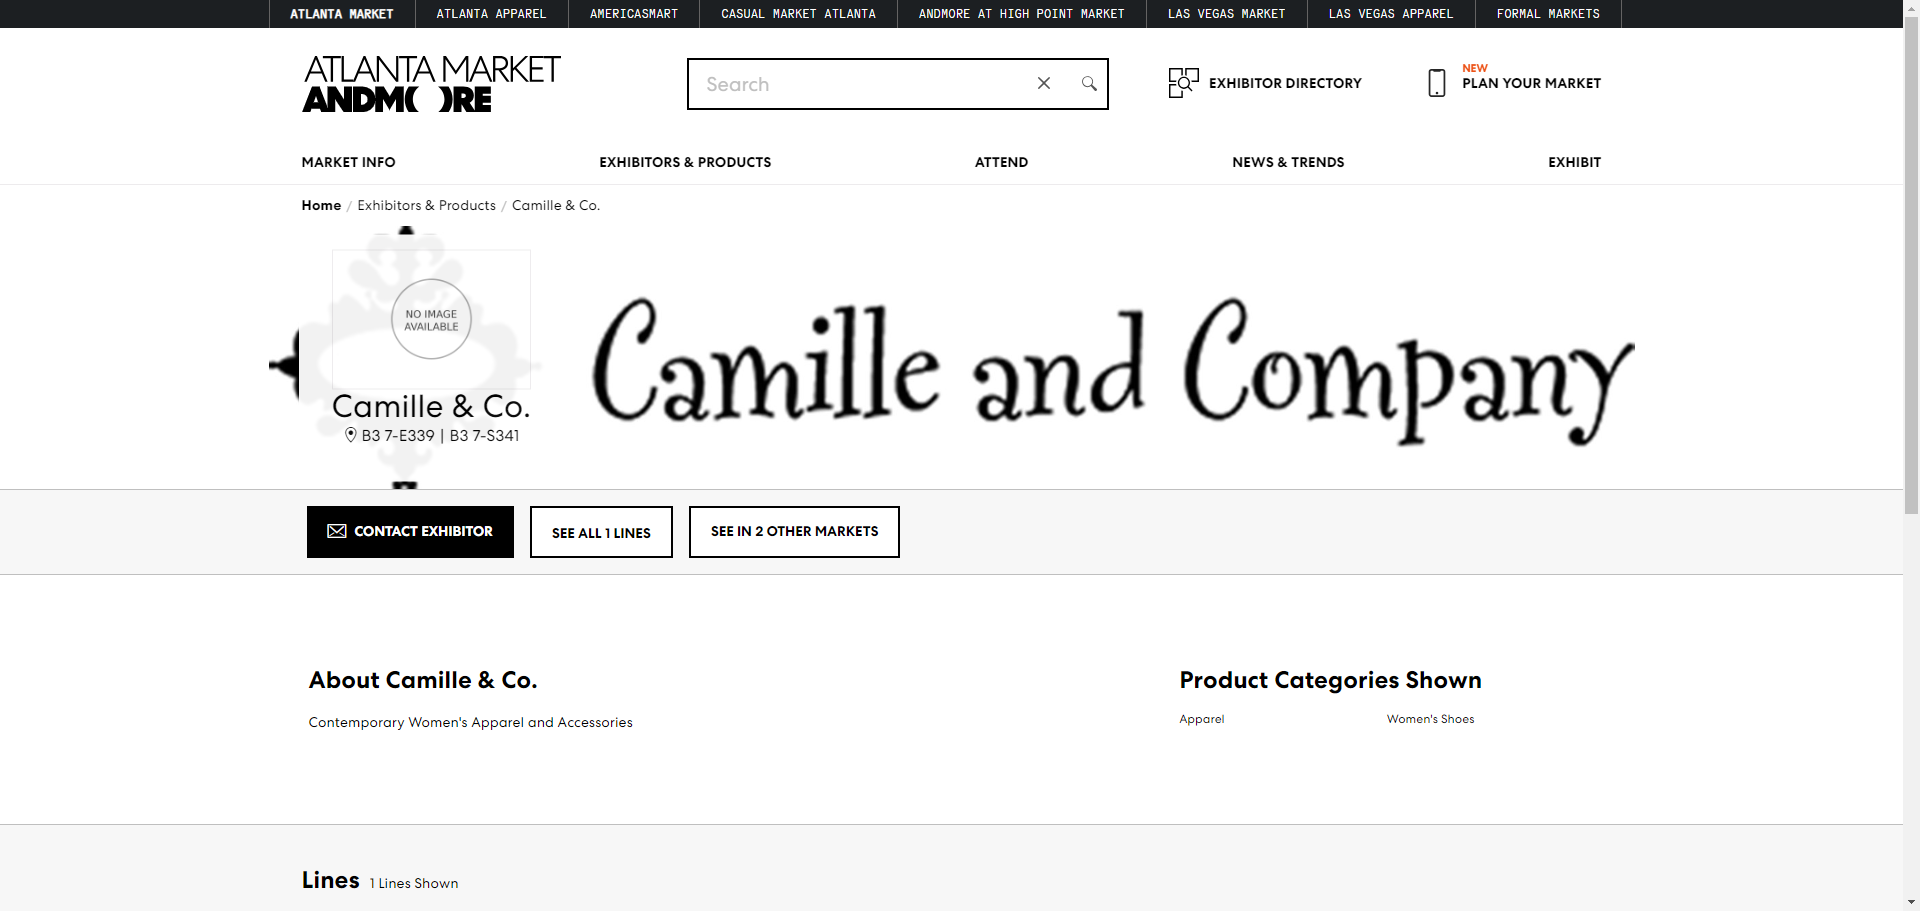 ATLANTA MARKET ATLANTA APPAREL AMERICASMART CASUAL MARKET ATLANTA ANDMORE AT HIGH POINT MARKET LAS VEGAS MARKET LAS VEGAS APPAREL FORMAL MARKETS
ATLANTA MARKET
ANDMORE
Search
EXHIBITOR DIRECTORY
NEW
PLAN YOUR MARKET
MARKET INFO EXHIBITORS & PRODUCTS ATTEND NEWS & TRENDS EXHIBIT
Home / Exhibitors & Products / Camille & Co.
NO IMAGE
AVAILABLE
Camille & Co.
B3 7-E339 | B3 7-S341
Camille and Company
CONTACT EXHIBITOR SEE ALL 1 LINES SEE IN 2 OTHER MARKETS
About Camille & Co.
Contemporary Women's Apparel and Accessories
Product Categories Shown
Apparel Women's Shoes
Lines 1 Lines Shown